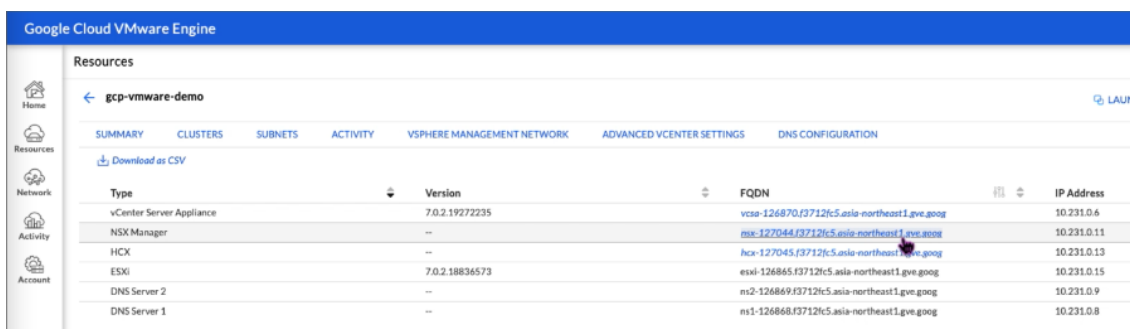 Google Cloud VMware Engine
Resources
Home
gcp-vmware-demo
LAUN
Resources
SUMMARY CLUSTERS SUBNETS ACTIVITY VSPHERE MANAGEMENT NETWORK ADVANCED VCENTER SETTINGS DNS CONFIGURATION
Download as CSV
Network
Type Version FQDN IP Address
vCenter Server Appliance 7.0.2.19272235 vcsa-126870.f3712fc5.asia-northeast1.gve.goog 10.231.0.6
Activity
NSX Manager -- nsx-127044.f3712fc5.asia-northeast1.gve.goog 10.231.0.11
HCX -- hcx-127045.f3712fc5.asia-northeast1.gve.goog 10.231.0.13
Account
ESXi 7.0.2.18836573 esxi-126865.f3712fc5.asia-northeast1.gve.goog 10.231.0.15
DNS Server 2 -- ns2-126869.f3712fc5.asia-northeast1.gve.goog 10.231.0.9
DNS Server 1 -- ns1-126868.f3712fc5.asia-northeast1.gve.goog 10.231.0.8